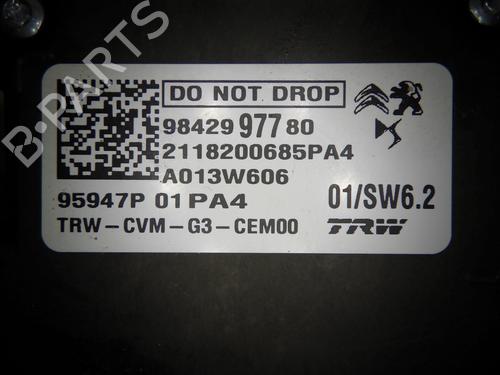 B-PARTS
DO NOT DROP
98429 977 80
2118200685PA4
A013W606
95947P 01PA4
01/SW6.2
TRW-CVM-G3-CEM00
TRW